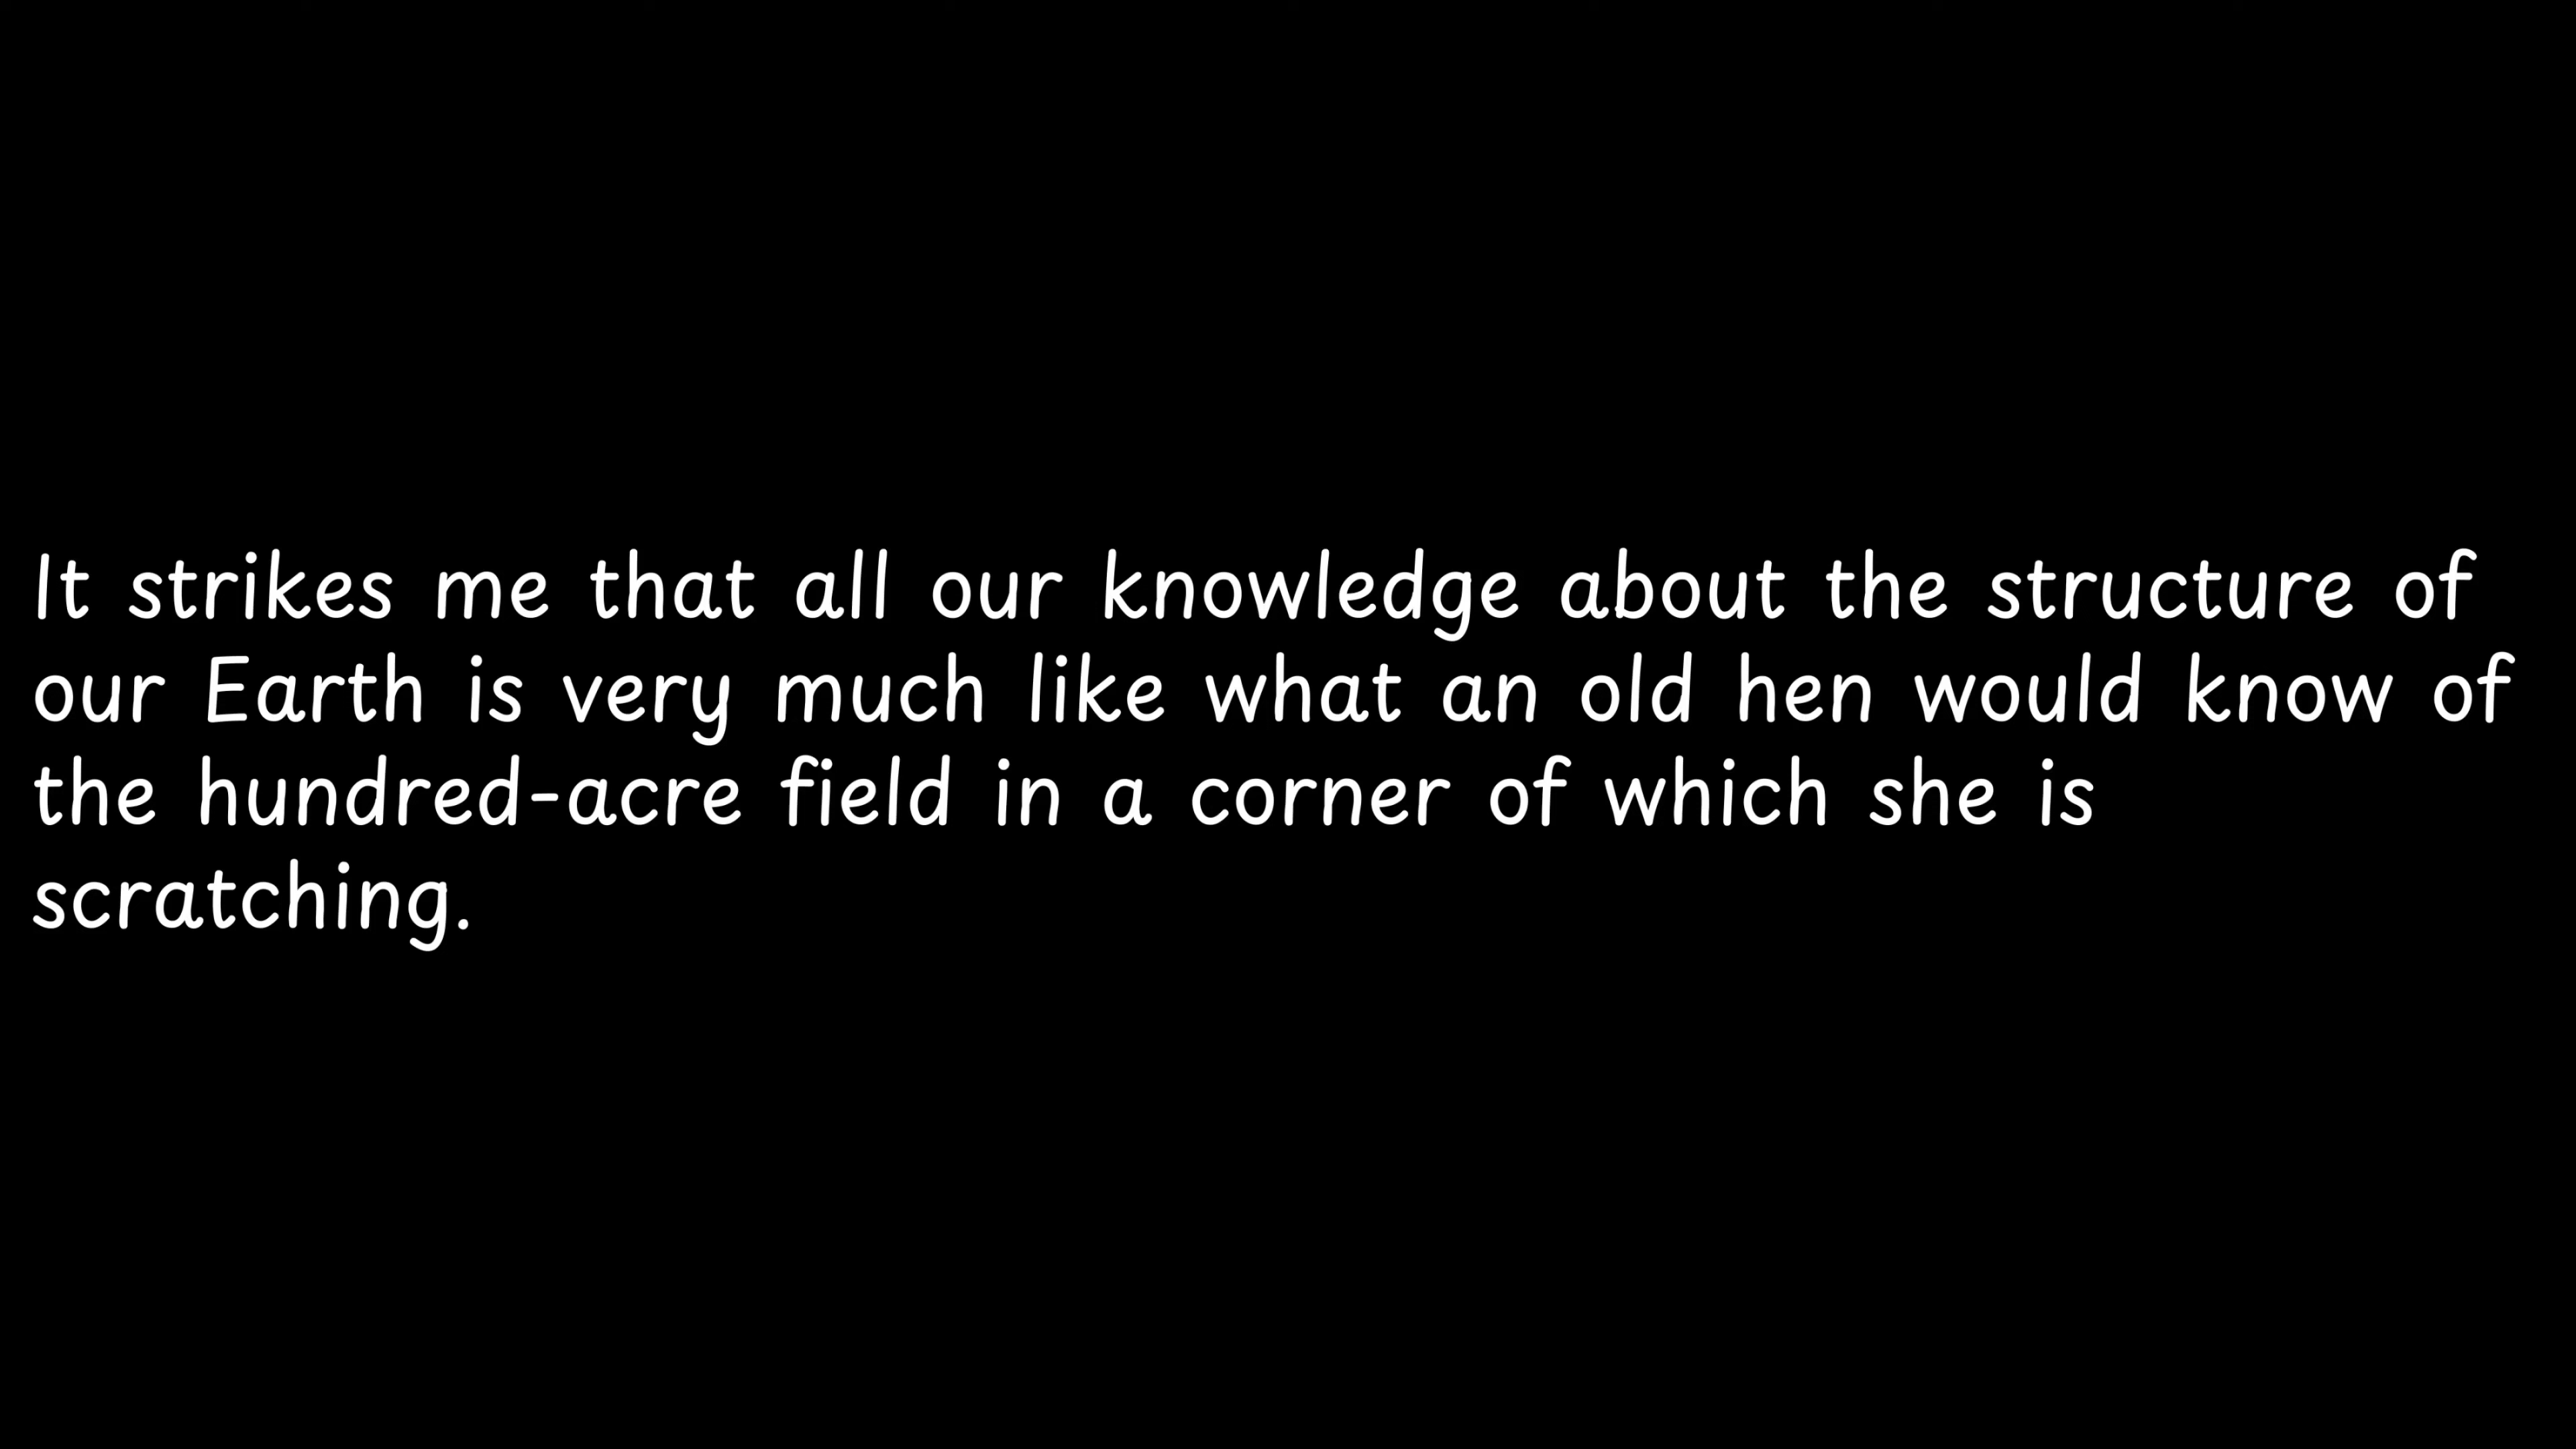 It strikes me that all our knowledge about the structure of
our Earth is very much like what an old hen would know of
the hundred-acre field in a corner of which she is
scratching.